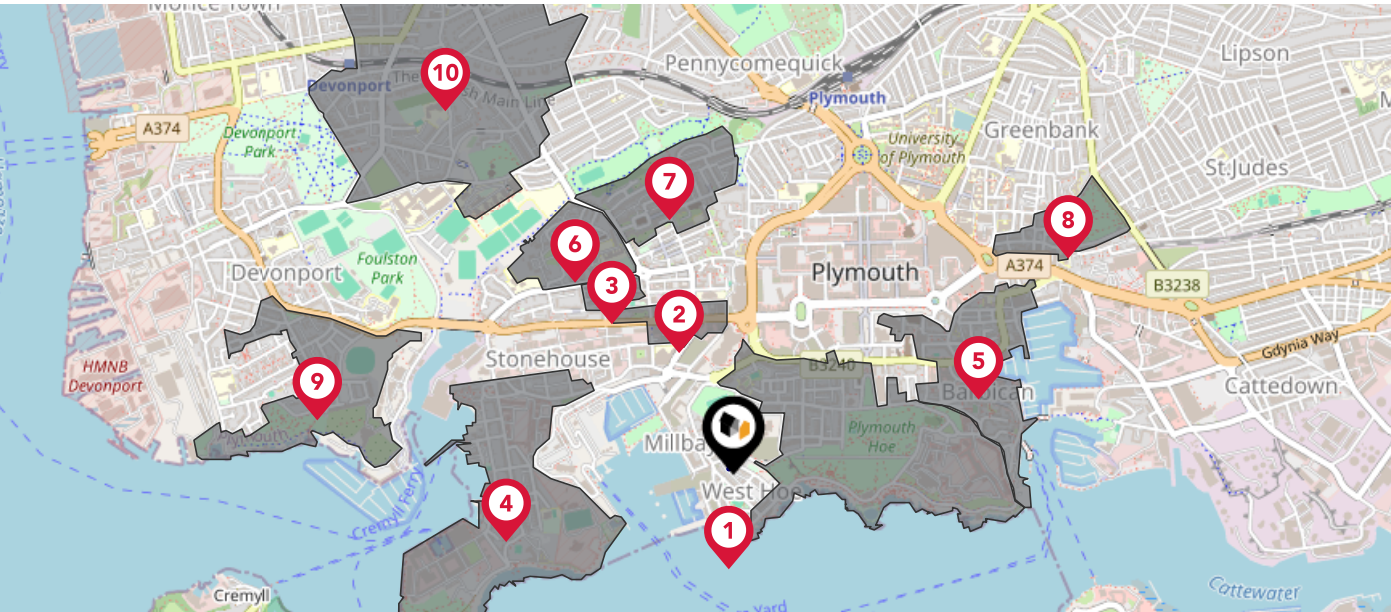 Morice Town
10
Devonport
The
sh Main Line
Pennycomequick
Plymouth
Lipson
A374
Devonport
Park
University
of Plymouth
Greenbank
St.Judes
7
8
6
Devonport
Foulston
Park
3
Plymouth
A374
B3238
2
Stonehouse
HMNB
Devonport
9
B3240
5
Barbican
Gdynia Way
Cattedown
Plymouth
Hoe
Millbay
West Hoe
4
1
Cremyll Ferry
Cremyll
Cattewater
Yard